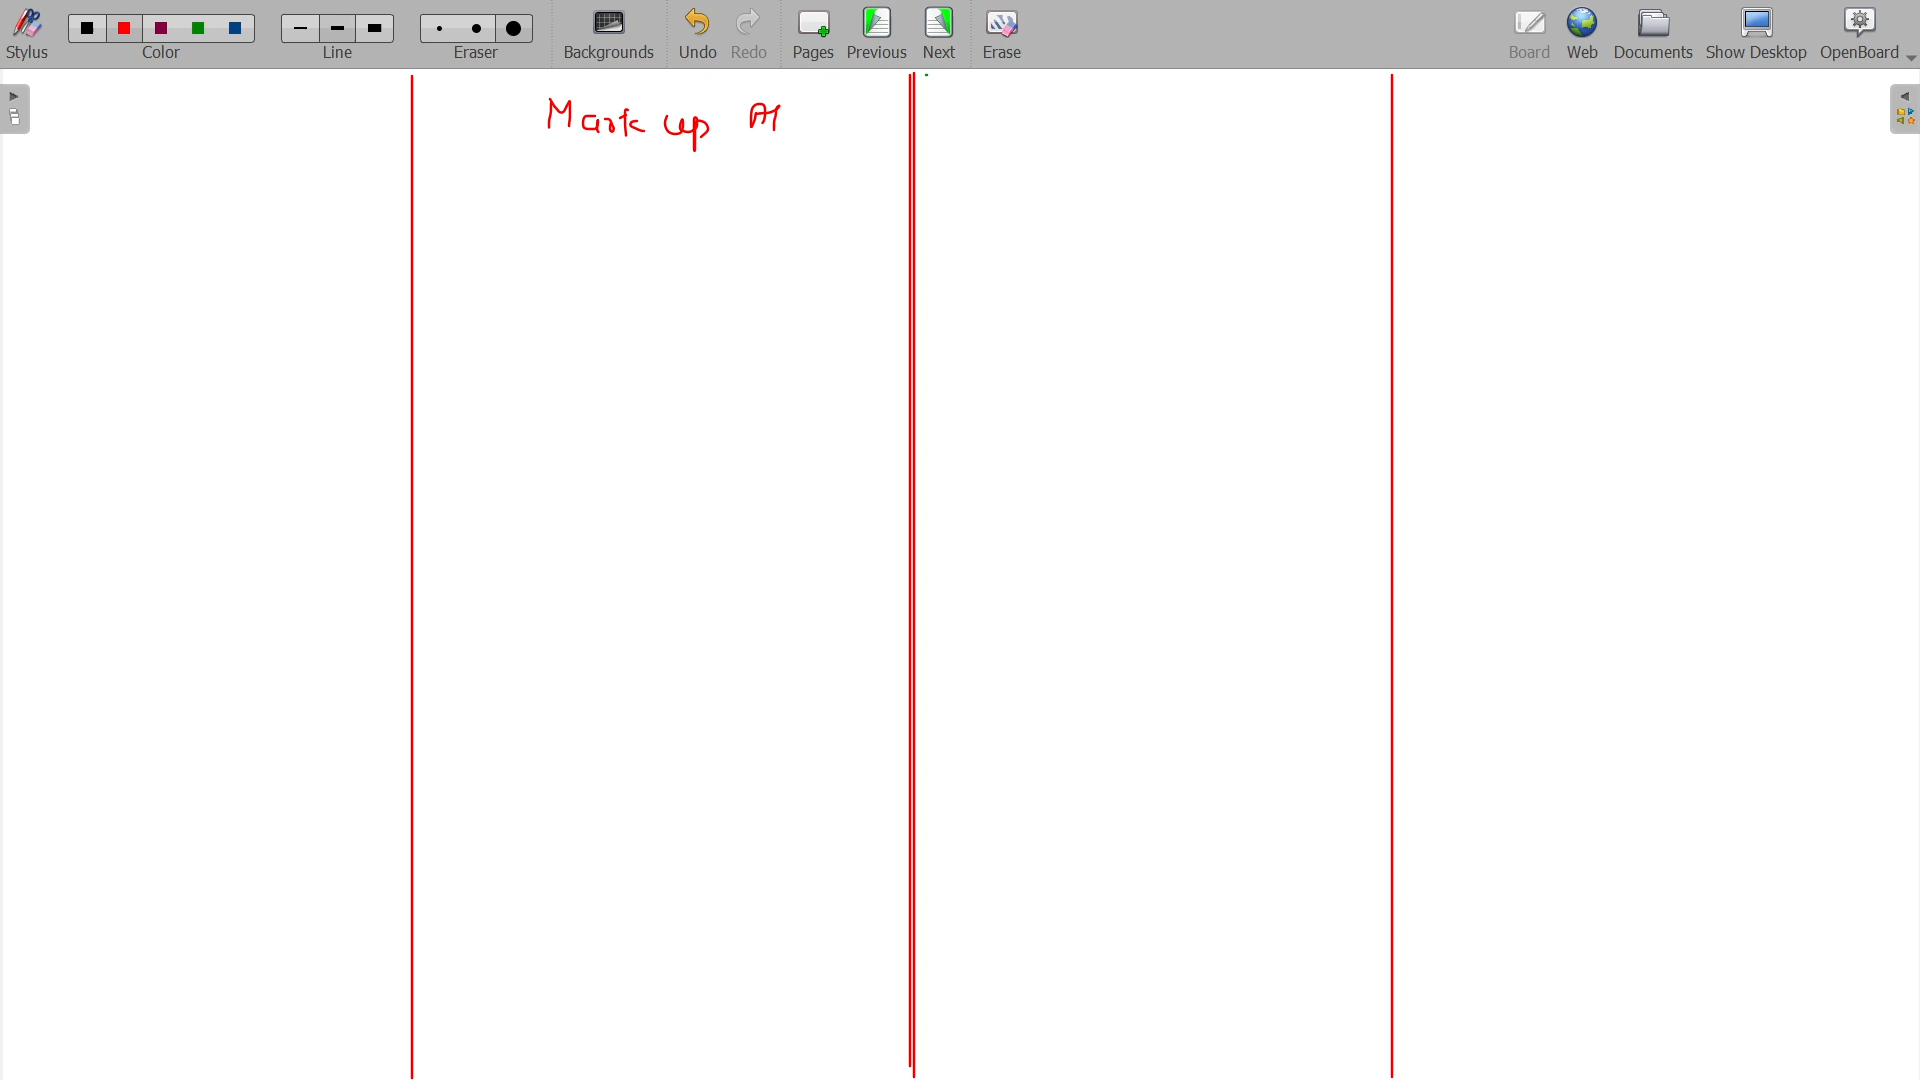 Stylus
Color
Line
Eraser
Backgrounds
Undo
Redo
Pages
Previous
Next
Erase
Board
Web
Documents
Show Desktop
OpenBoard
Mark up